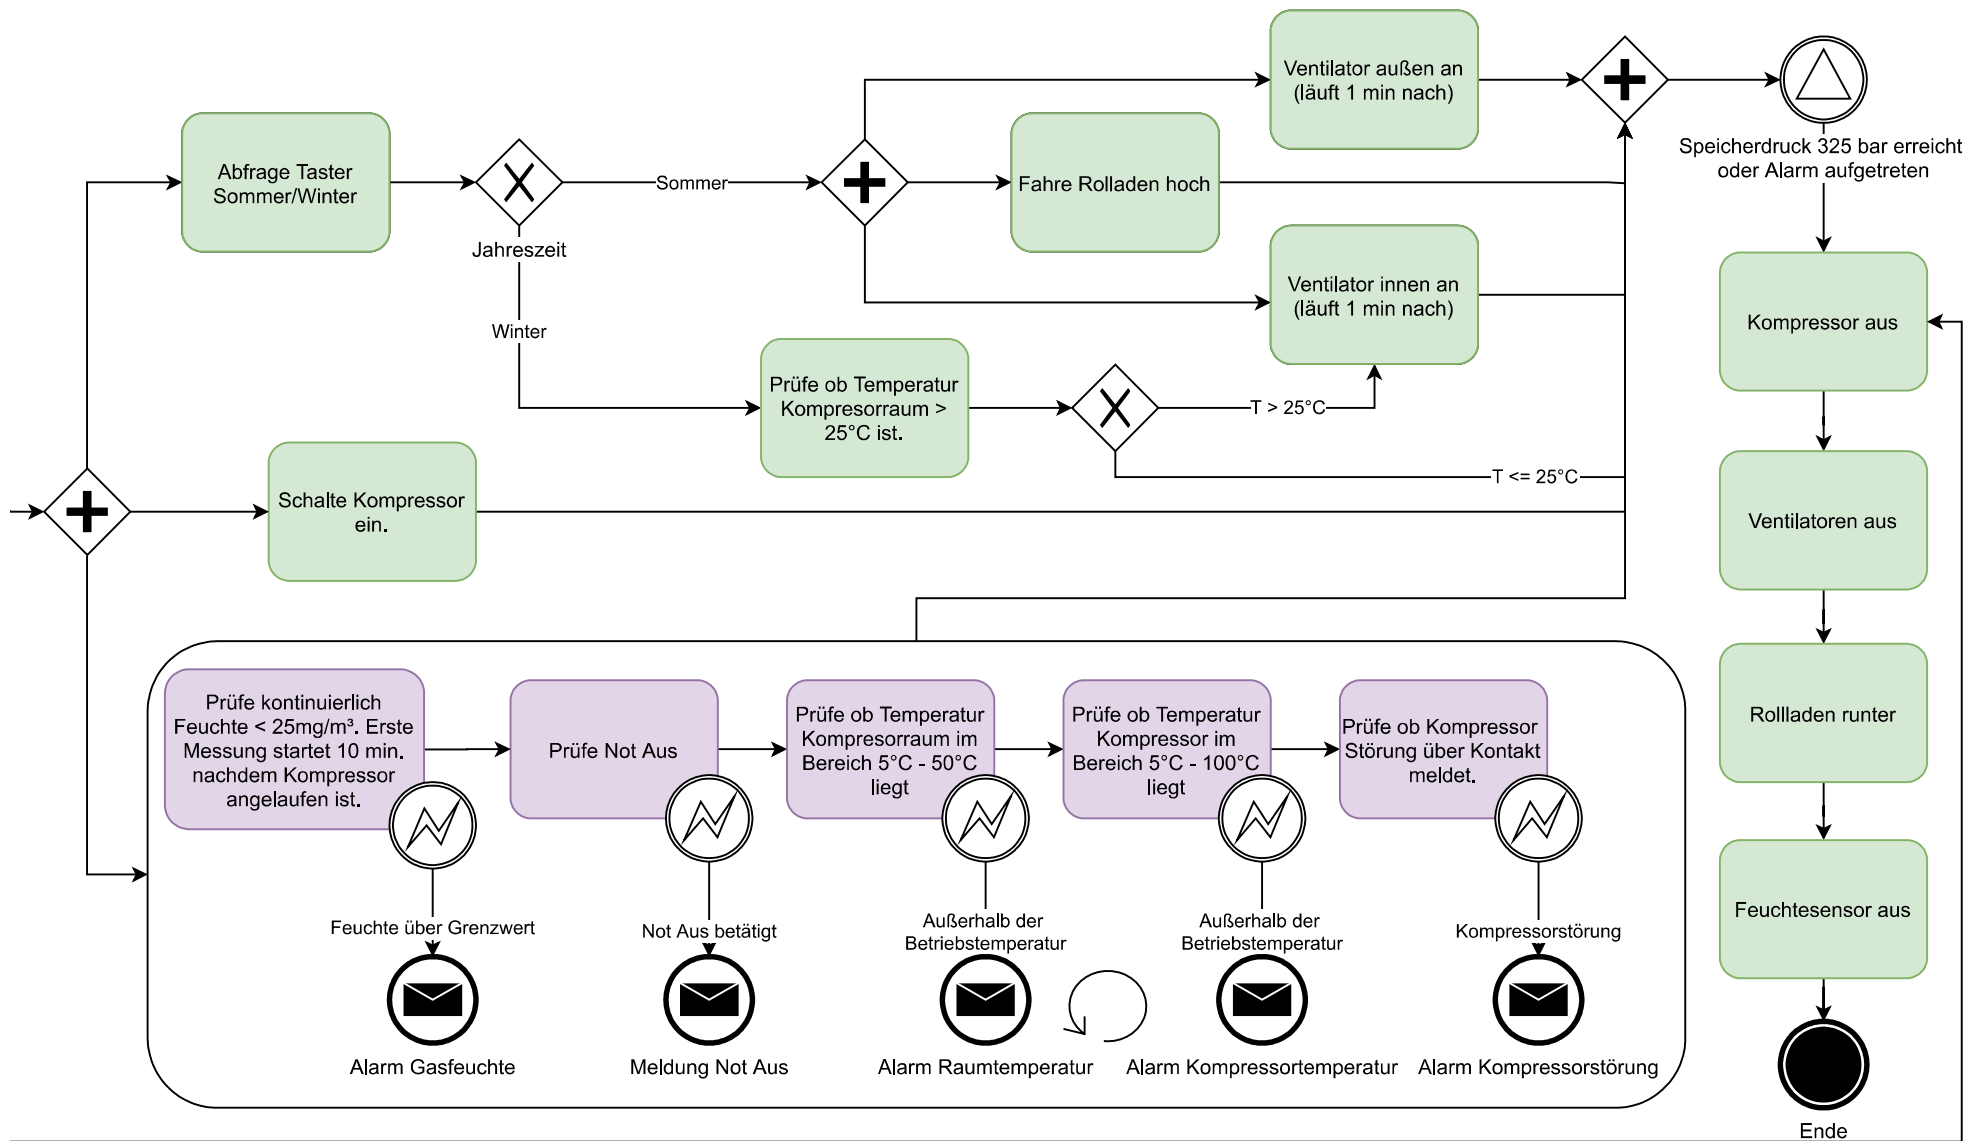 Ventilator außen an
(läuft 1 min nach)
Speicherdruck 325 bar erreicht
oder Alarm aufgetreten
Abfrage Taster
Sommer/Winter
Sommer
Fahre Rolladen hoch
Jahreszeit
Ventilator innen an
(läuft 1 min nach)
Winter
Kompressor aus
Prüfe ob Temperatur
Kompresorraum >
25°C ist.
T > 25°C
T <= 25°C
Schalte Kompressor
ein.
Ventilatoren aus
Prüfe kontinuierlich
Feuchte < 25mg/m³. Erste
Messung startet 10 min.
nachdem Kompressor
angelaufen ist.
Prüfe Not Aus
Prüfe ob Temperatur
Kompresorraum im
Bereich 5°C - 50°C
liegt
Prüfe ob Temperatur
Kompressor im
Bereich 5°C - 100°C
liegt
Prüfe ob Kompressor
Störung über Kontakt
meldet.
Rollladen runter
Feuchte über Grenzwert
Not Aus betätigt
Außerhalb der
Betriebstemperatur
Außerhalb der
Betriebstemperatur
Kompressorstörung
Feuchtesensor aus
Alarm Gasfeuchte
Meldung Not Aus
Alarm Raumtemperatur
Alarm Kompressortemperatur
Alarm Kompressorstörung
Ende